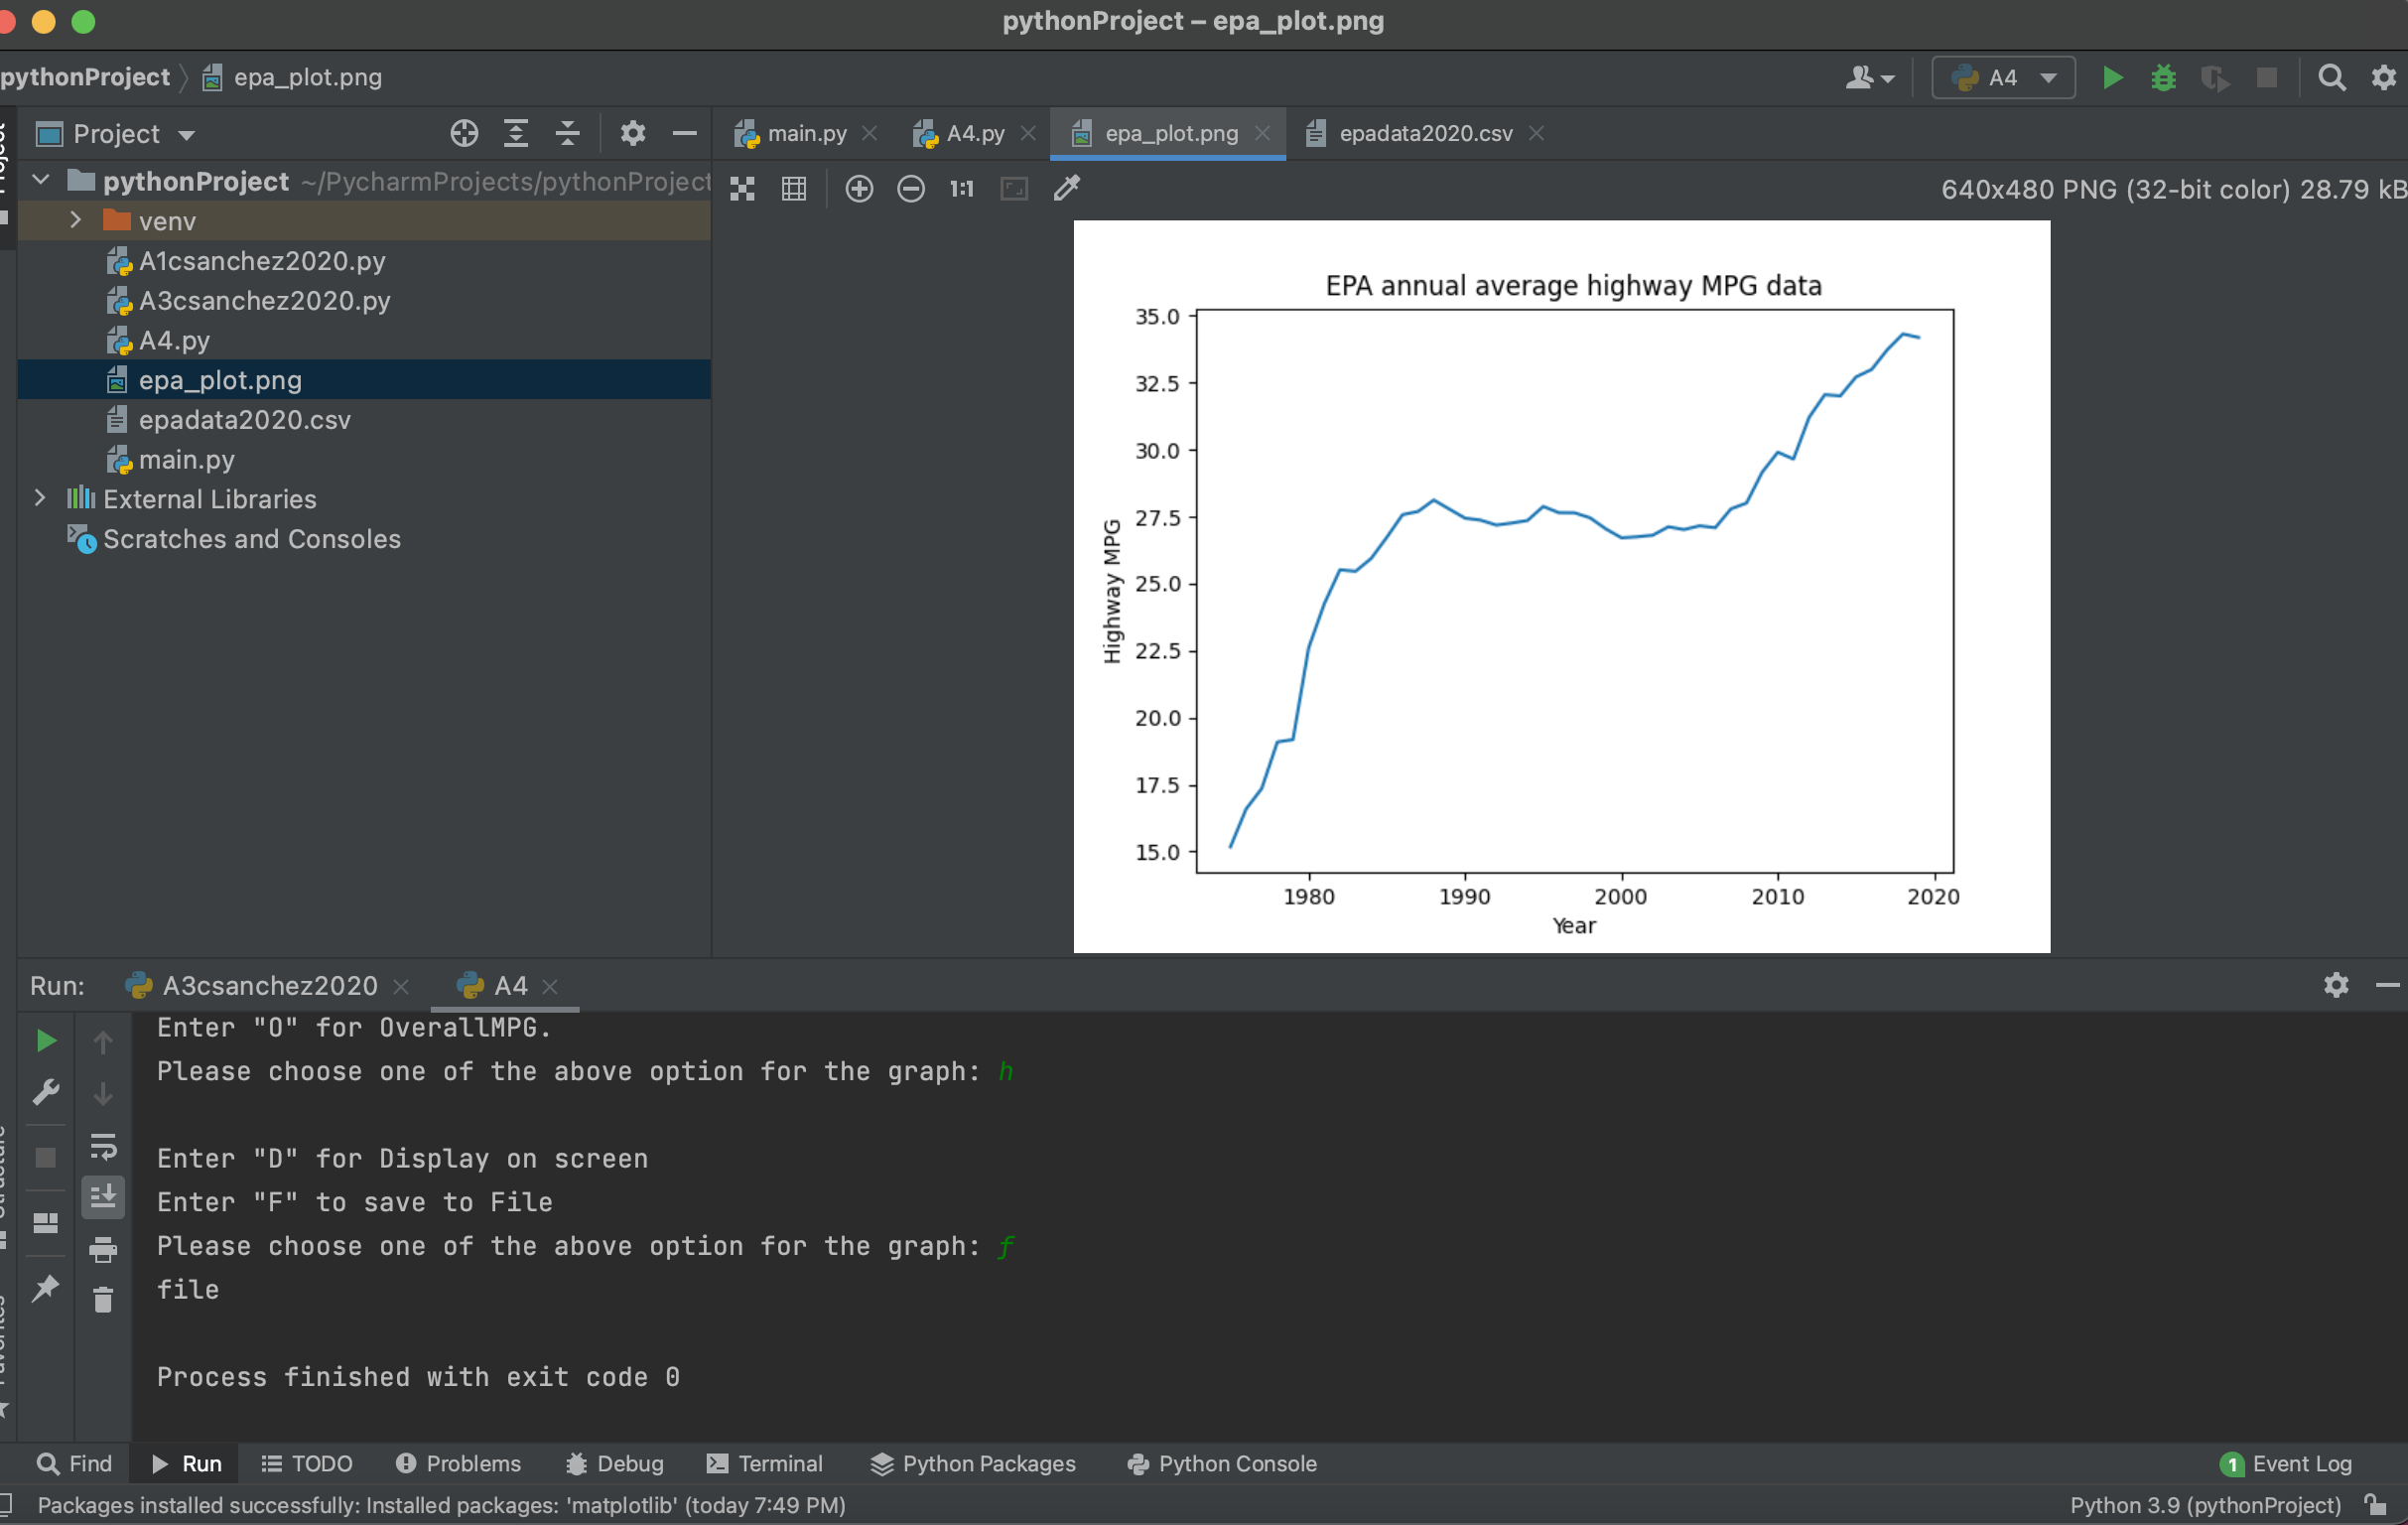 pythonProject – epa_plot.png
pythonProject epa_plot.png
A4
Project
main.py
A4.py
epa_plot.png
epadata2020.csv
pythonProject ~/PycharmProjects/pythonProject
venv
A1csanchez2020.py
A3csanchez2020.py
A4.py
epa_plot.png
epadata2020.csv
main.py
External Libraries
Scratches and Consoles
1:1
640x480 PNG (32-bit color) 28.79 kB
EPA annual average highway MPG data
35.0
32.5
30.0
27.5
25.0
22.5
20.0
17.5
15.0
Highway MPG
1980 1990 2000 2010 2020
Year
Run: A3csanchez2020 A4
Enter "O" for OverallMPG.
Please choose one of the above option for the graph: h
Enter "D" for Display on screen
Enter "F" to save to File
Please choose one of the above option for the graph: f
file
Process finished with exit code 0
Find Run TODO Problems Debug Terminal Python Packages Python Console 1 Event Log
Packages installed successfully: Installed packages: 'matplotlib' (today 7:49 PM)
Python 3.9 (pythonProject)